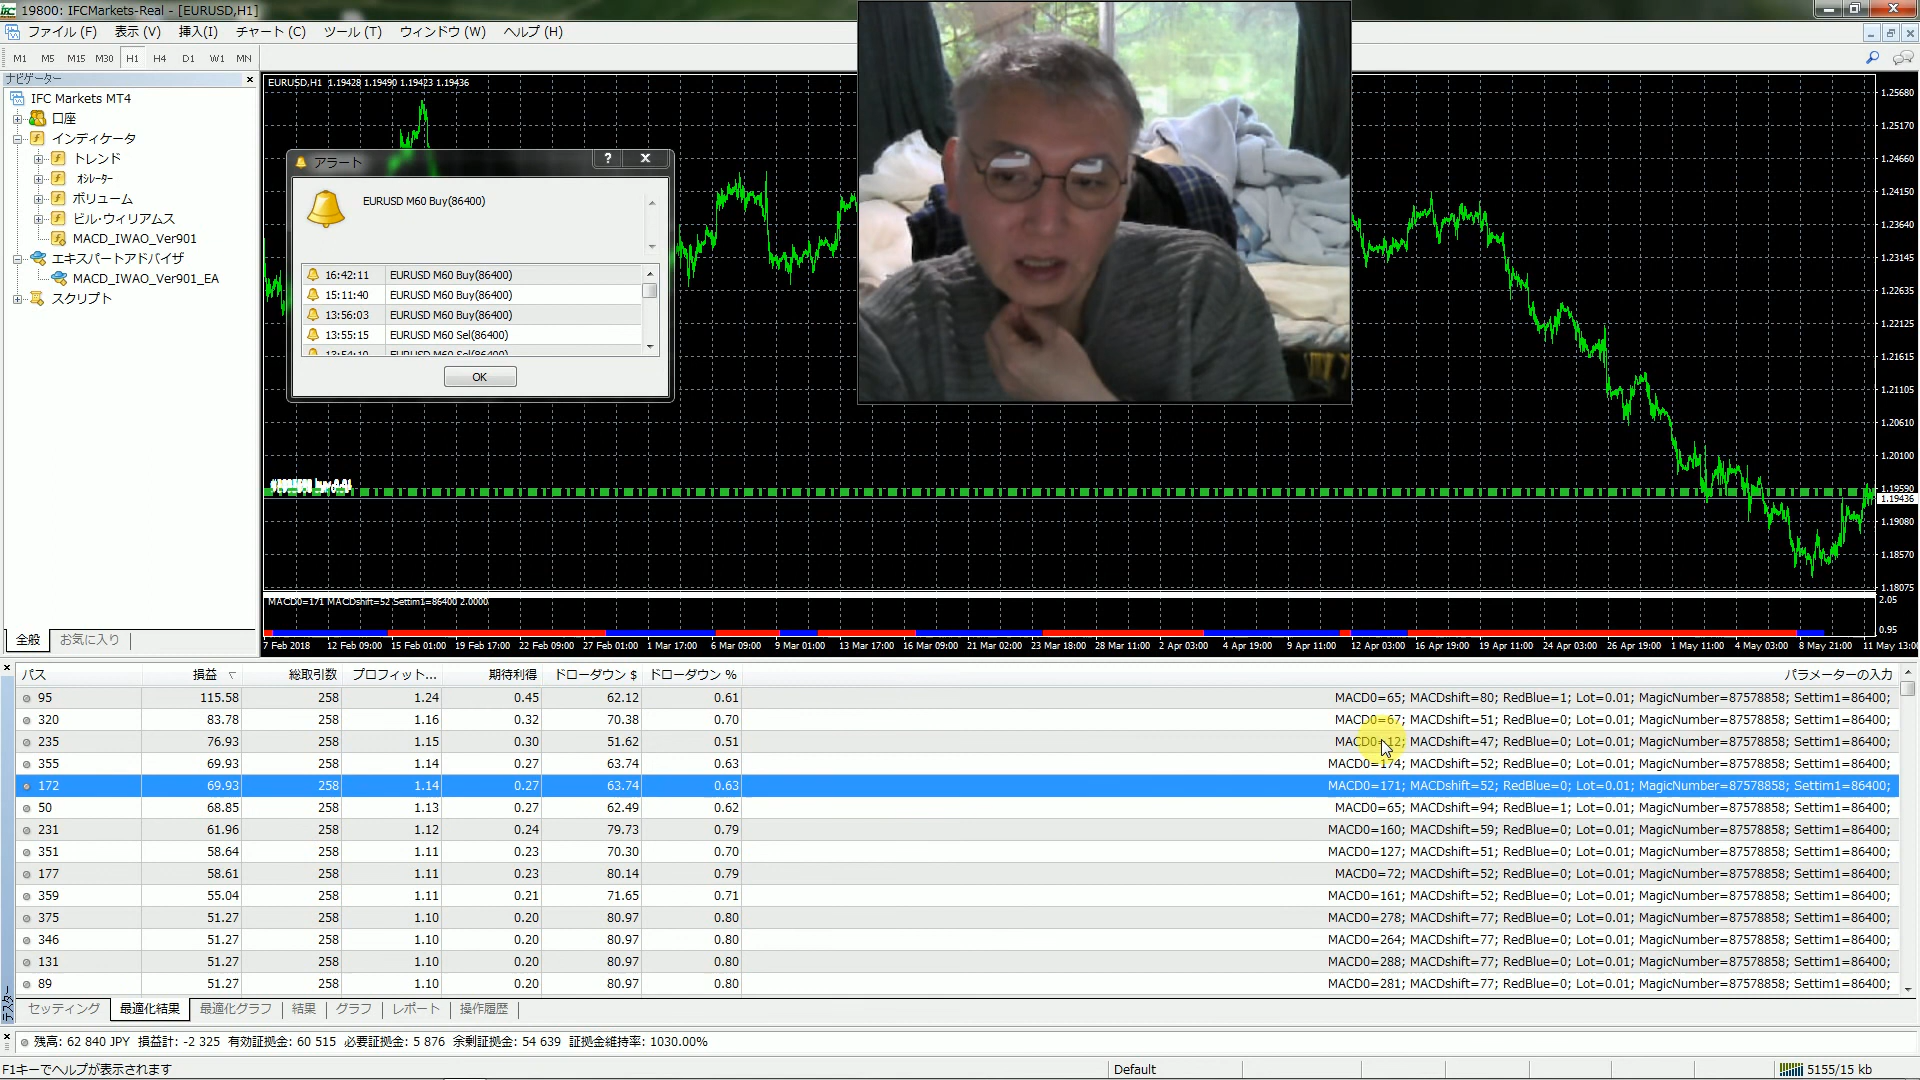 19800: IFCMarkets-Real - [EURUSD,H1]
ファイル (F) 表示 (V) 挿入(I) チャート (C) ツール (T) ウィンドウ (W) ヘルプ (H)
M1 M5 M15 M30 H1 H4 D1 W1 MN
ナビゲーター
IFC Markets MT4
口座
インディケータ
トレンド
オシレーター
ボリューム
ビル・ウィリアムス
MACD_IWAO_Ver901
エキスパートアドバイザ
MACD_IWAO_Ver901_EA
スクリプト
全般 お気に入り
EURUSD,H1 1.19428 1.19490 1.19423 1.19436
アラート
EURUSD M60 Buy(86400)
16:42:11 EURUSD M60 Buy(86400)
15:11:40 EURUSD M60 Buy(86400)
13:56:03 EURUSD M60 Buy(86400)
13:55:15 EURUSD M60 Sel(86400)
13:54:10 EURUSD M60 Sel(86400)
OK
1.25680
1.25170
1.24660
1.24150
1.23640
1.23145
1.22635
1.22125
1.21615
1.21105
1.20610
1.20100
1.19590
1.19436
1.19080
1.18570
1.18075
MACD0=171 MACDshift=52 Settim1=86400 2.0000
2.05
0.95
7 Feb 2018 12 Feb 09:00 15 Feb 01:00 19 Feb 17:00 22 Feb 09:00 27 Feb 01:00 1 Mar 17:00 6 Mar 09:00 9 Mar 01:00 13 Mar 17:00 16 Mar 09:00 21 Mar 02:00 23 Mar 18:00 28 Mar 11:00 2 Apr 03:00 4 Apr 19:00 9 Apr 11:00 12 Apr 03:00 16 Apr 19:00 19 Apr 11:00 24 Apr 03:00 26 Apr 19:00 1 May 11:00 4 May 03:00 8 May 21:00 11 May 13:00
パス 損益 総取引数 プロフィット... 期待利得 ドローダウン $ ドローダウン % パラメーターの入力
95 115.58 258 1.24 0.45 62.12 0.61 MACD0=65; MACDshift=80; RedBlue=1; Lot=0.01; MagicNumber=87578858; Settim1=86400;
320 83.78 258 1.16 0.32 70.38 0.70 MACD0=67; MACDshift=51; RedBlue=0; Lot=0.01; MagicNumber=87578858; Settim1=86400;
235 76.93 258 1.15 0.30 51.62 0.51 MACD0=12; MACDshift=47; RedBlue=0; Lot=0.01; MagicNumber=87578858; Settim1=86400;
355 69.93 258 1.14 0.27 63.74 0.63 MACD0=174; MACDshift=52; RedBlue=0; Lot=0.01; MagicNumber=87578858; Settim1=86400;
172 69.93 258 1.14 0.27 63.74 0.63 MACD0=171; MACDshift=52; RedBlue=0; Lot=0.01; MagicNumber=87578858; Settim1=86400;
50 68.85 258 1.13 0.27 62.49 0.62 MACD0=65; MACDshift=94; RedBlue=1; Lot=0.01; MagicNumber=87578858; Settim1=86400;
231 61.96 258 1.12 0.24 79.73 0.79 MACD0=160; MACDshift=59; RedBlue=0; Lot=0.01; MagicNumber=87578858; Settim1=86400;
351 58.64 258 1.11 0.23 70.30 0.70 MACD0=127; MACDshift=51; RedBlue=0; Lot=0.01; MagicNumber=87578858; Settim1=86400;
177 58.61 258 1.11 0.23 80.14 0.79 MACD0=72; MACDshift=52; RedBlue=0; Lot=0.01; MagicNumber=87578858; Settim1=86400;
359 55.04 258 1.11 0.21 71.65 0.71 MACD0=161; MACDshift=52; RedBlue=0; Lot=0.01; MagicNumber=87578858; Settim1=86400;
375 51.27 258 1.10 0.20 80.97 0.80 MACD0=278; MACDshift=77; RedBlue=0; Lot=0.01; MagicNumber=87578858; Settim1=86400;
346 51.27 258 1.10 0.20 80.97 0.80 MACD0=264; MACDshift=77; RedBlue=0; Lot=0.01; MagicNumber=87578858; Settim1=86400;
131 51.27 258 1.10 0.20 80.97 0.80 MACD0=288; MACDshift=77; RedBlue=0; Lot=0.01; MagicNumber=87578858; Settim1=86400;
89 51.27 258 1.10 0.20 80.97 0.80 MACD0=281; MACDshift=77; RedBlue=0; Lot=0.01; MagicNumber=87578858; Settim1=86400;
テスター
セッティング 最適化結果 最適化グラフ 結果 グラフ レポート 操作履歴
残高: 62 840 JPY 損益計: -2 325 有効証拠金: 60 515 必要証拠金: 5 876 余剰証拠金: 54 639 証拠金維持率: 1030.00%
F1キーでヘルプが表示されます Default 5155/15 kb